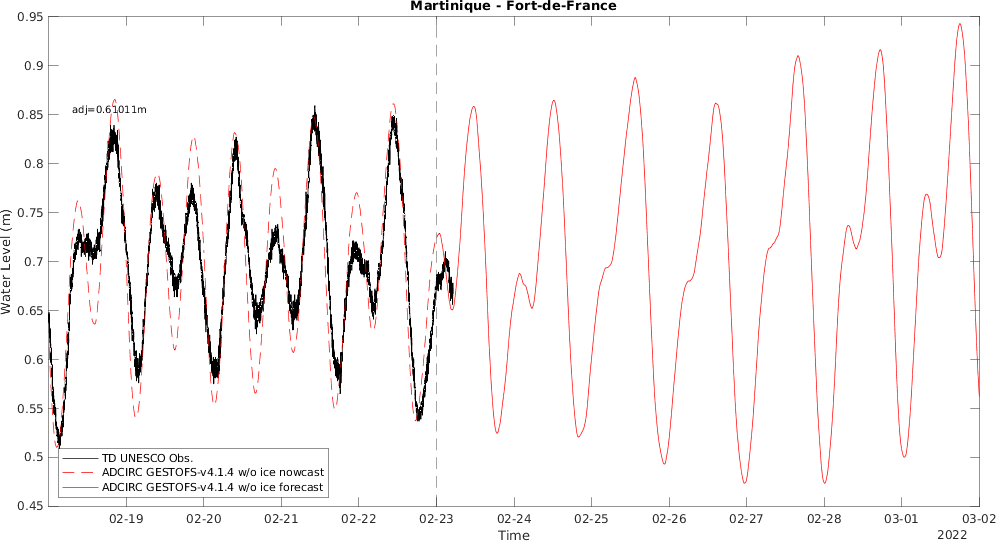 Martinique - Fort-de-France
Water Level (m)
0.95
0.9
0.85
0.8
0.75
0.7
0.65
0.6
0.55
0.5
0.45
adj=0.61011m
TD UNESCO Obs.
ADCIRC GESTOFS-v4.1.4 w/o ice nowcast
ADCIRC GESTOFS-v4.1.4 w/o ice forecast
02-19 02-20 02-21 02-22 02-23 02-24 02-25 02-26 02-27 02-28 03-01 03-02
Time
2022